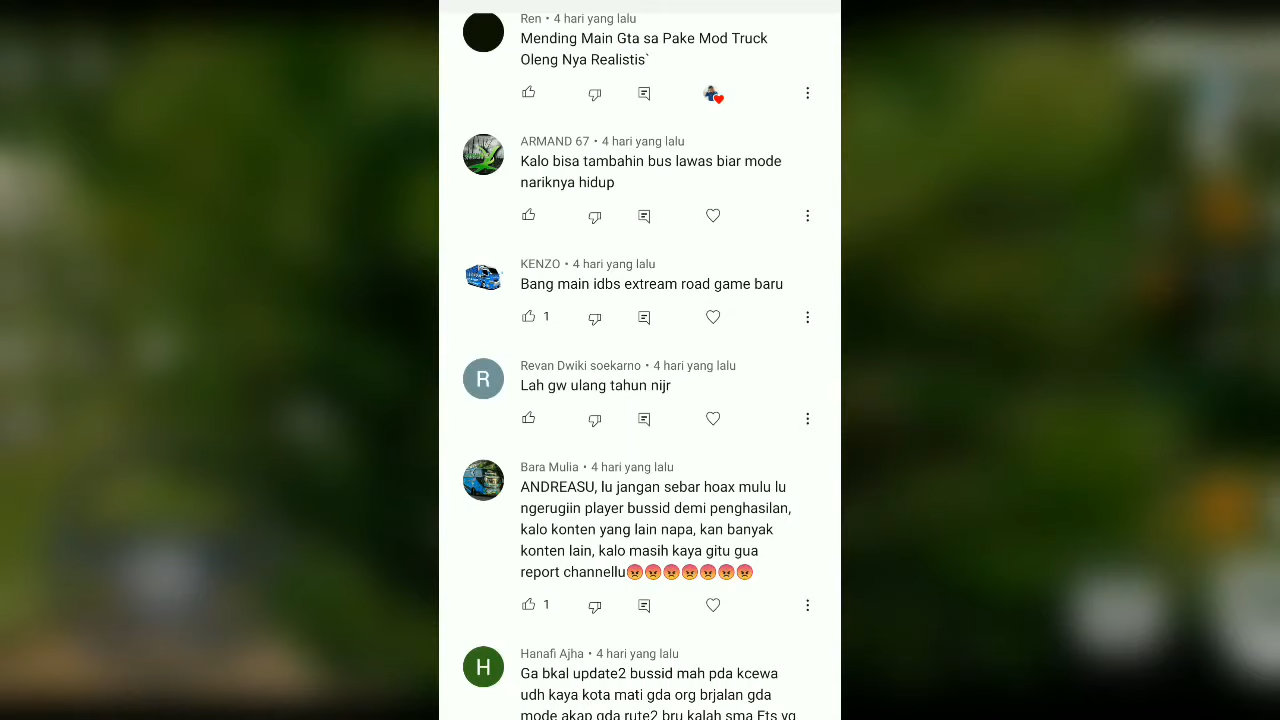 Ren • 4 hari yang lalu
Mending Main Gta sa Pake Mod Truck
Oleng Nya Realistis`
ARMAND 67 • 4 hari yang lalu
Kalo bisa tambahin bus lawas biar mode
nariknya hidup
KENZO • 4 hari yang lalu
Bang main idbs extream road game baru
1
R
Revan Dwiki soekarno • 4 hari yang lalu
Lah gw ulang tahun nijr
Bara Mulia • 4 hari yang lalu
ANDREASU, lu jangan sebar hoax mulu lu
ngerugiin player bussid demi penghasilan,
kalo konten yang lain napa, kan banyak
konten lain, kalo masih kaya gitu gua
report channellu😡😡😡😡😡😡😡
1
H
Hanafi Ajha • 4 hari yang lalu
Ga bkal update2 bussid mah pda kcewa
udh kaya kota mati gda org brjalan gda
mode akap gda rute2 bru kalah sma Ets yg